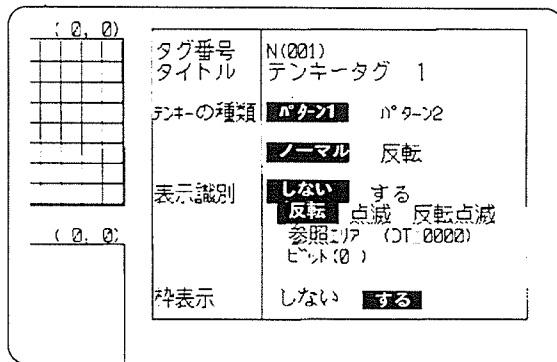 (0, 0)
タグ番号 N(001)
タイトル テンキータグ 1
テンキーの種類 パターン1 パターン2
ノーマル 反転
表示識別 しない する
反転 点滅 反転点滅
参照エリア (DT 0000)
ビット(0 )
(0, 0)
枠表示 しない する